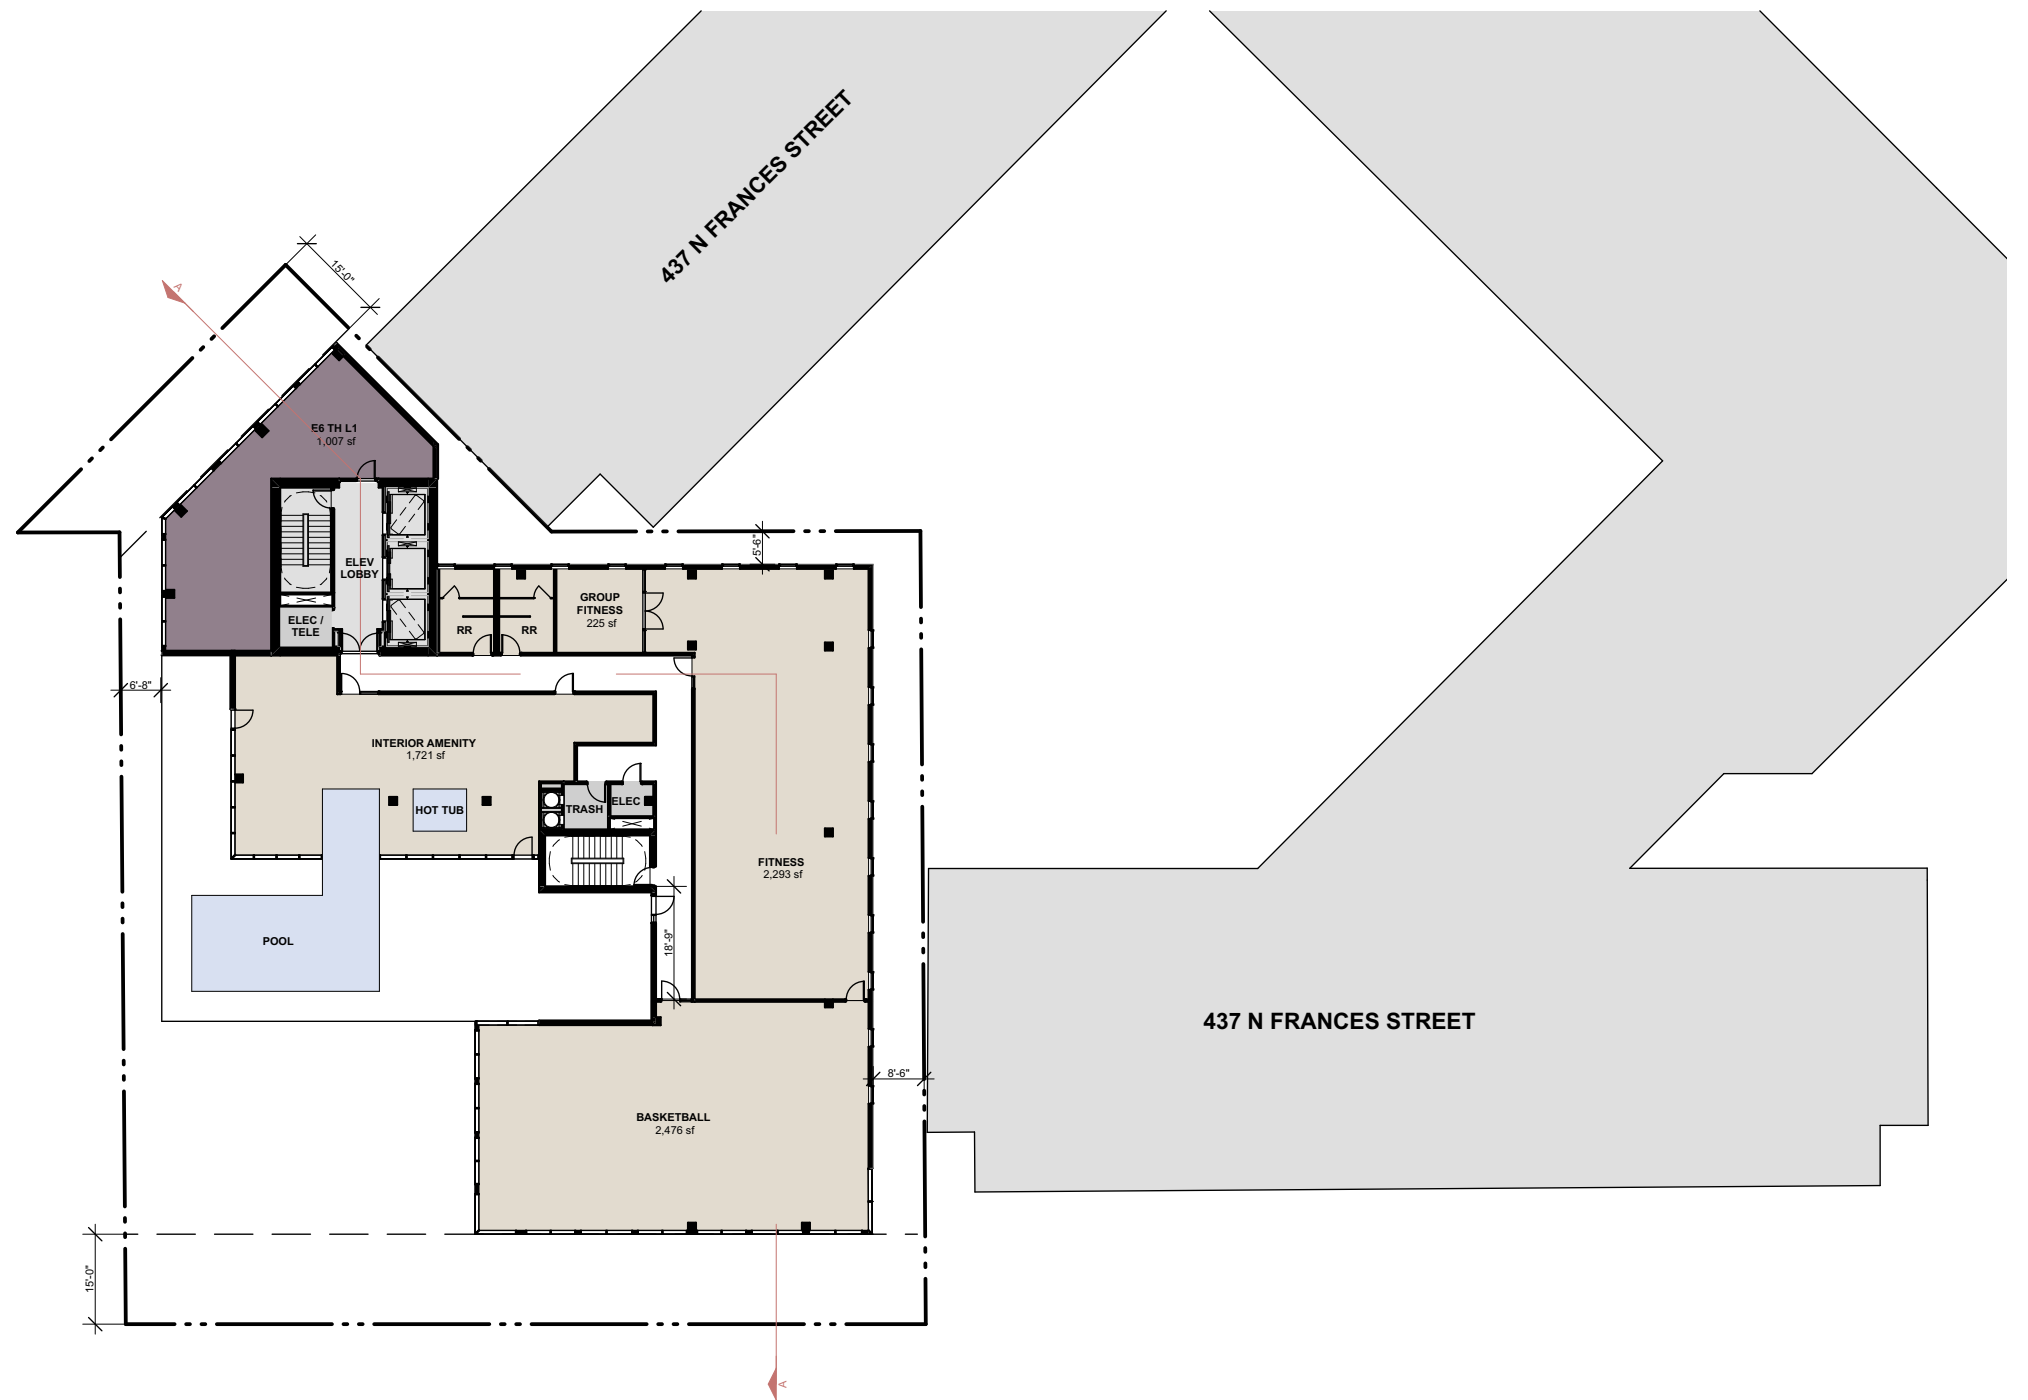 437 N FRANCES STREET
15'-0"
A
E6 TH L1
1,007 sf
5'-6"
ELEV
LOBBY
GROUP
FITNESS
225 sf
ELEC /
TELE
RR
RR
6'-8"
INTERIOR AMENITY
1,721 sf
HOT TUB
TRASH
ELEC
FITNESS
2,293 sf
POOL
18'-9"
437 N FRANCES STREET
8'-6"
BASKETBALL
2,476 sf
15'-0"
A